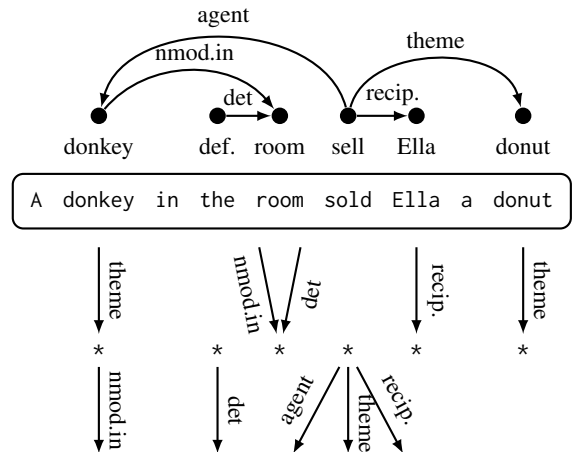 agent
nmod.in theme
det recip.
donkey def. room sell Ella donut
A donkey in the room sold Ella a donut
theme nmod.in det recip. theme
* * * * * *
nmod.in det agent theme recip.